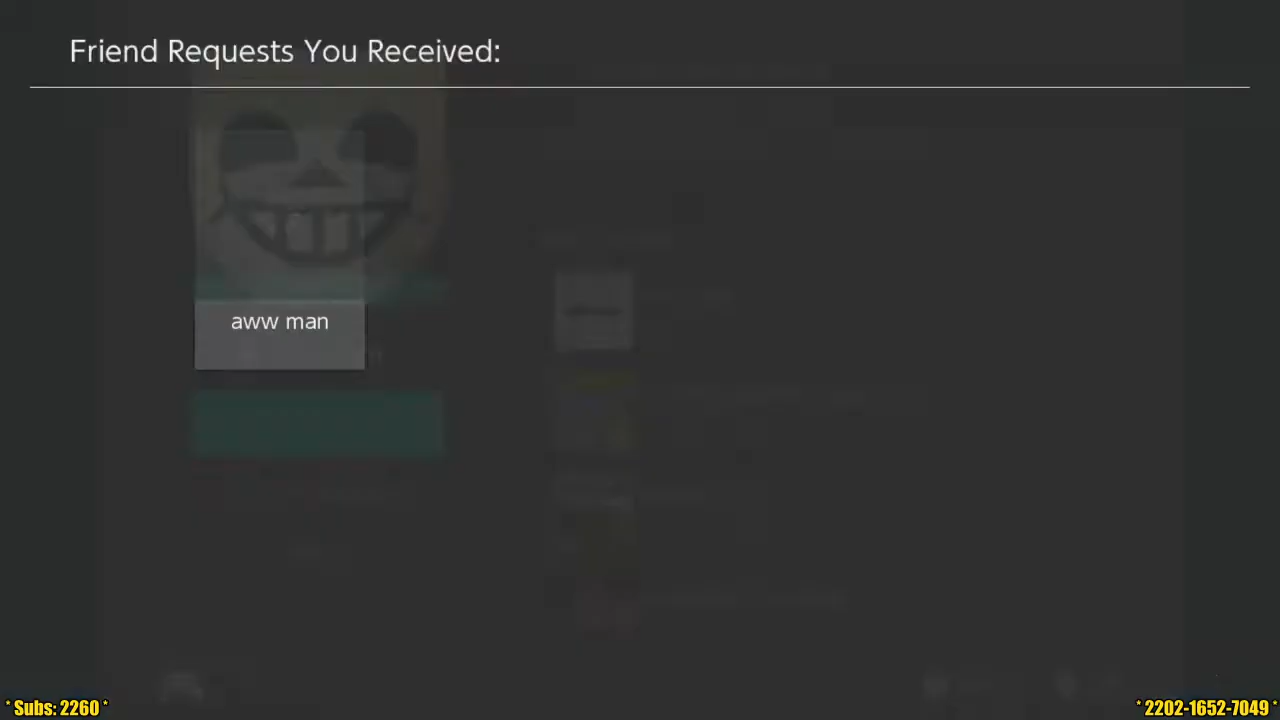 Friend Requests You Received:
aww man
* Subs: 2260 *
* 2202-1652-7049 *